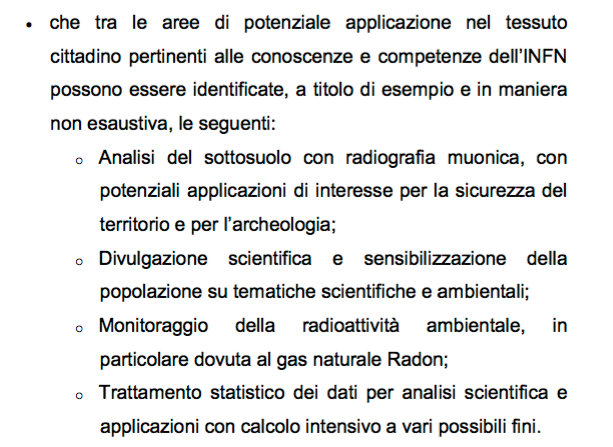 • che tra le aree di potenziale applicazione nel tessuto
cittadino pertinenti alle conoscenze e competenze dell'INFN
possono essere identificate, a titolo di esempio e in maniera
non esaustiva, le seguenti:
o Analisi del sottosuolo con radiografia muonica, con
potenziali applicazioni di interesse per la sicurezza del
territorio e per l'archeologia;
o Divulgazione scientifica e sensibilizzazione della
popolazione su tematiche scientifiche e ambientali;
o Monitoraggio della radioattività ambientale, in
particolare dovuta al gas naturale Radon;
o Trattamento statistico dei dati per analisi scientifica e
applicazioni con calcolo intensivo a vari possibili fini.